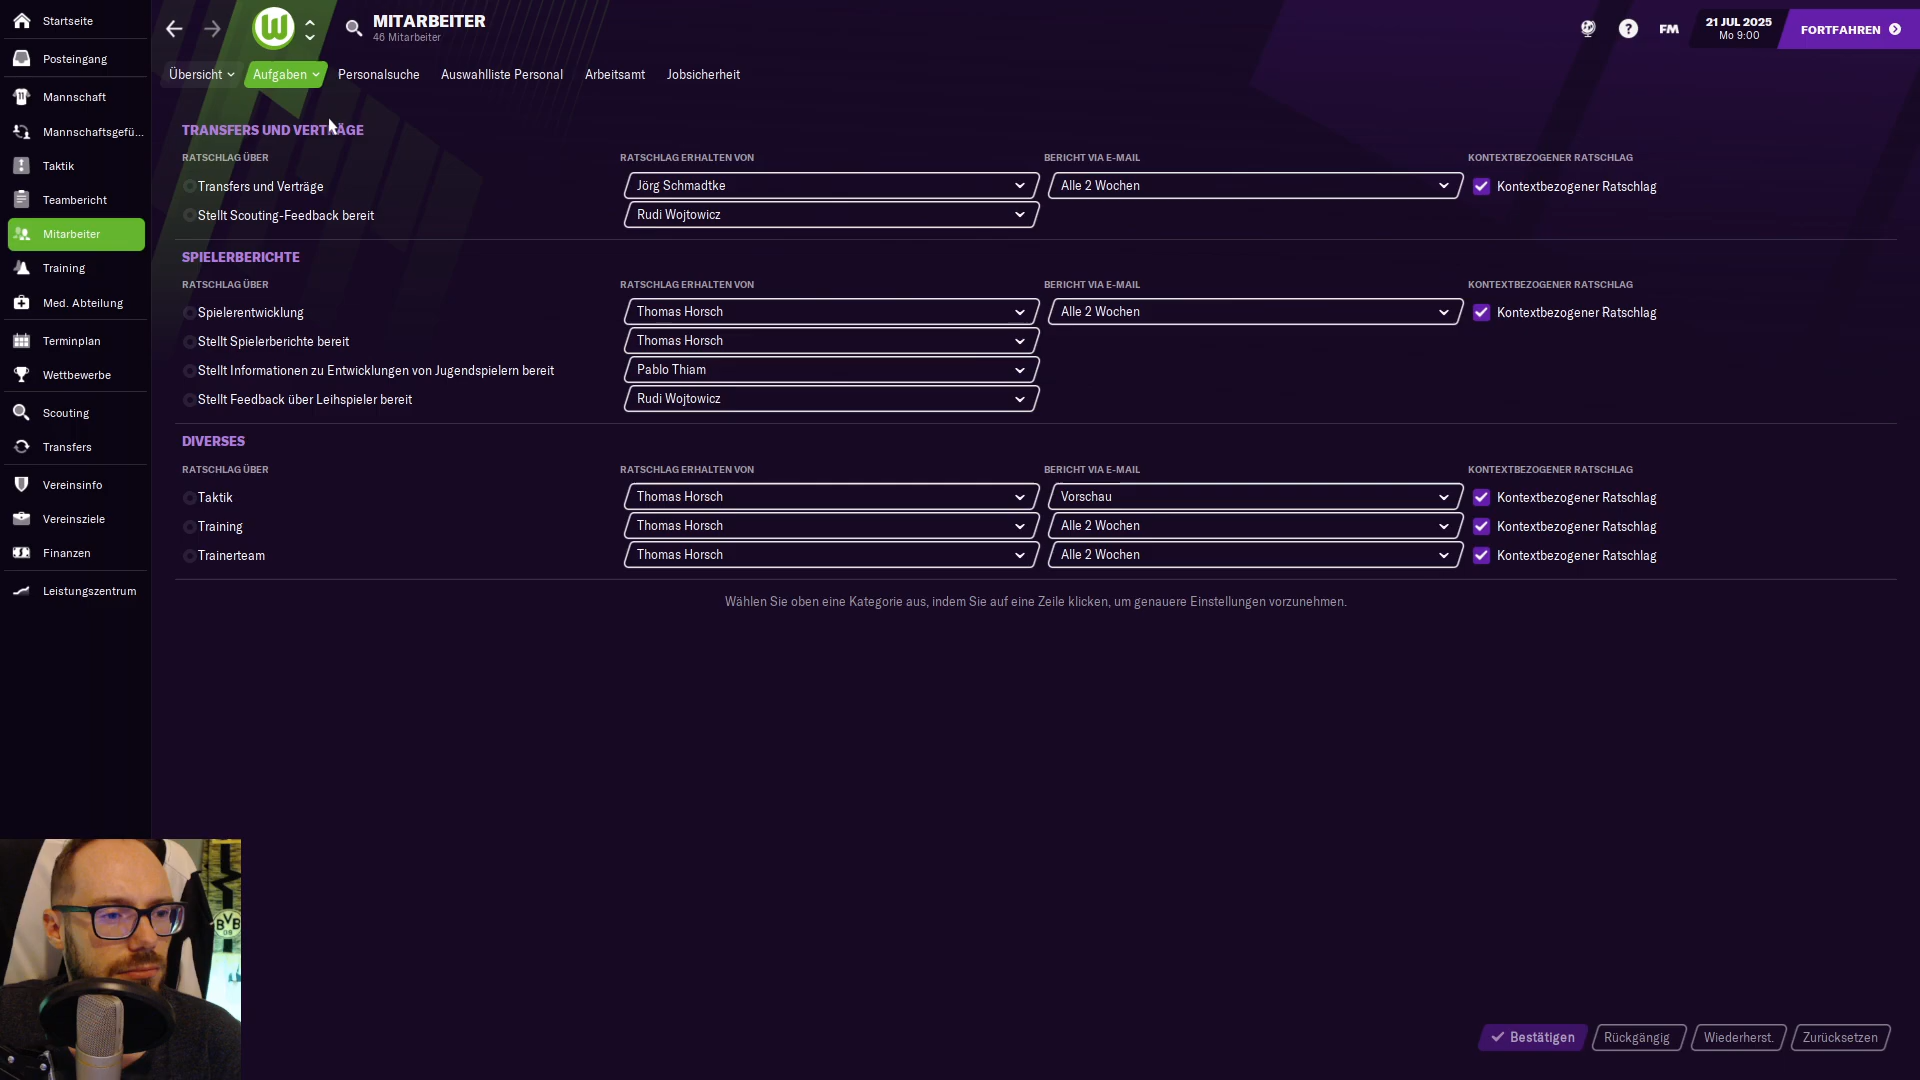 Startseite
Posteingang
Mannschaft
Mannschaftsgefü...
Taktik
Teambericht
Mitarbeiter
Training
Med. Abteilung
Terminplan
Wettbewerbe
Scouting
Transfers
Vereinsinfo
Vereinsziele
Finanzen
Leistungszentrum
MITARBEITER
46 Mitarbeiter
FM
21 JUL 2025
Mo 9:00
FORTFAHREN
Übersicht
Aufgaben
Personalsuche
Auswahlliste Personal
Arbeitsamt
Jobsicherheit
TRANSFERS UND VERTRÄGE
RATSCHLAG ÜBER RATSCHLAG ERHALTEN VON BERICHT VIA E-MAIL KONTEXTBEZOGENER RATSCHLAG
Transfers und Verträge Jörg Schmadtke Alle 2 Wochen Kontextbezogener Ratschlag
Stellt Scouting-Feedback bereit Rudi Wojtowicz
SPIELERBERICHTE
RATSCHLAG ÜBER RATSCHLAG ERHALTEN VON BERICHT VIA E-MAIL KONTEXTBEZOGENER RATSCHLAG
Spielerentwicklung Thomas Horsch Alle 2 Wochen Kontextbezogener Ratschlag
Stellt Spielerberichte bereit Thomas Horsch
Stellt Informationen zu Entwicklungen von Jugendspielern bereit Pablo Thiam
Stellt Feedback über Leihspieler bereit Rudi Wojtowicz
DIVERSES
RATSCHLAG ÜBER RATSCHLAG ERHALTEN VON BERICHT VIA E-MAIL KONTEXTBEZOGENER RATSCHLAG
Taktik Thomas Horsch Vorschau Kontextbezogener Ratschlag
Training Thomas Horsch Alle 2 Wochen Kontextbezogener Ratschlag
Trainerteam Thomas Horsch Alle 2 Wochen Kontextbezogener Ratschlag
Wählen Sie oben eine Kategorie aus, indem Sie auf eine Zeile klicken, um genauere Einstellungen vorzunehmen.
BVB
09
Bestätigen
Rückgängig
Wiederherst.
Zurücksetzen